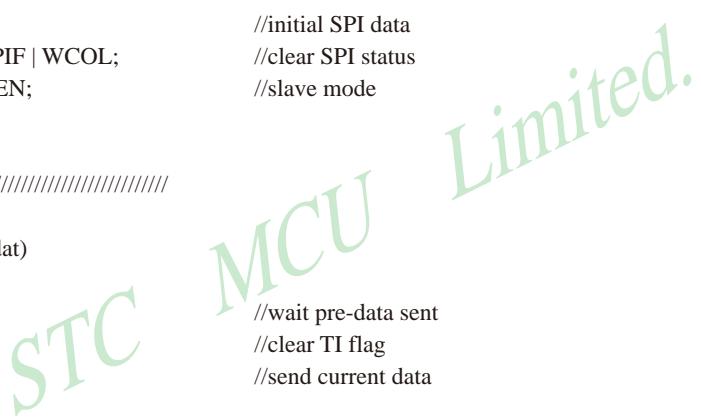 //initial SPI data
PIF | WCOL; //clear SPI status
EN; //slave mode
//////////////////////////
dat)
//wait pre-data sent
//clear TI flag
//send current data
STC MCU Limited.